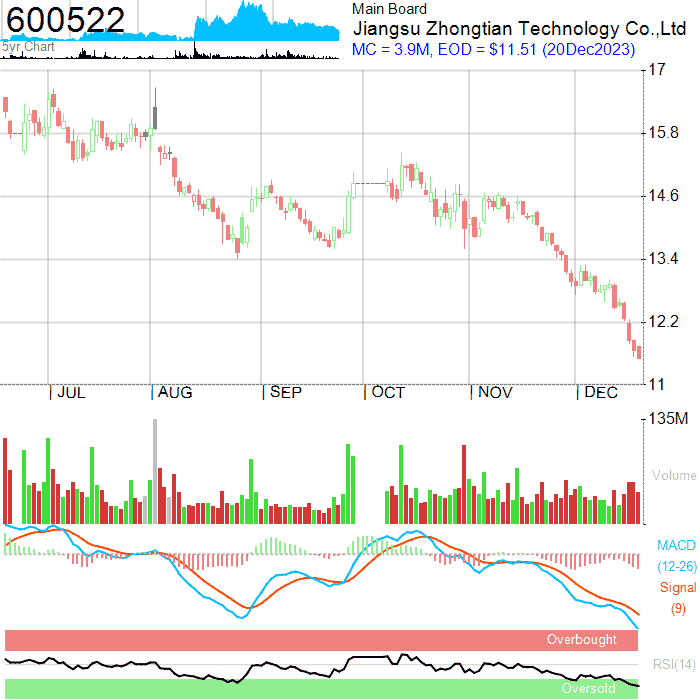 600522
5yr Chart
Main Board
Jiangsu Zhongtian Technology Co.,Ltd
MC = 3.9M, EOD = $11.51 (20Dec2023)
17
15.8
14.6
13.4
12.2
11
JUL
AUG
SEP
OCT
NOV
DEC
135M
Volume
MACD
(12-26)
Signal
(9)
Overbought
RSI(14)
Oversold